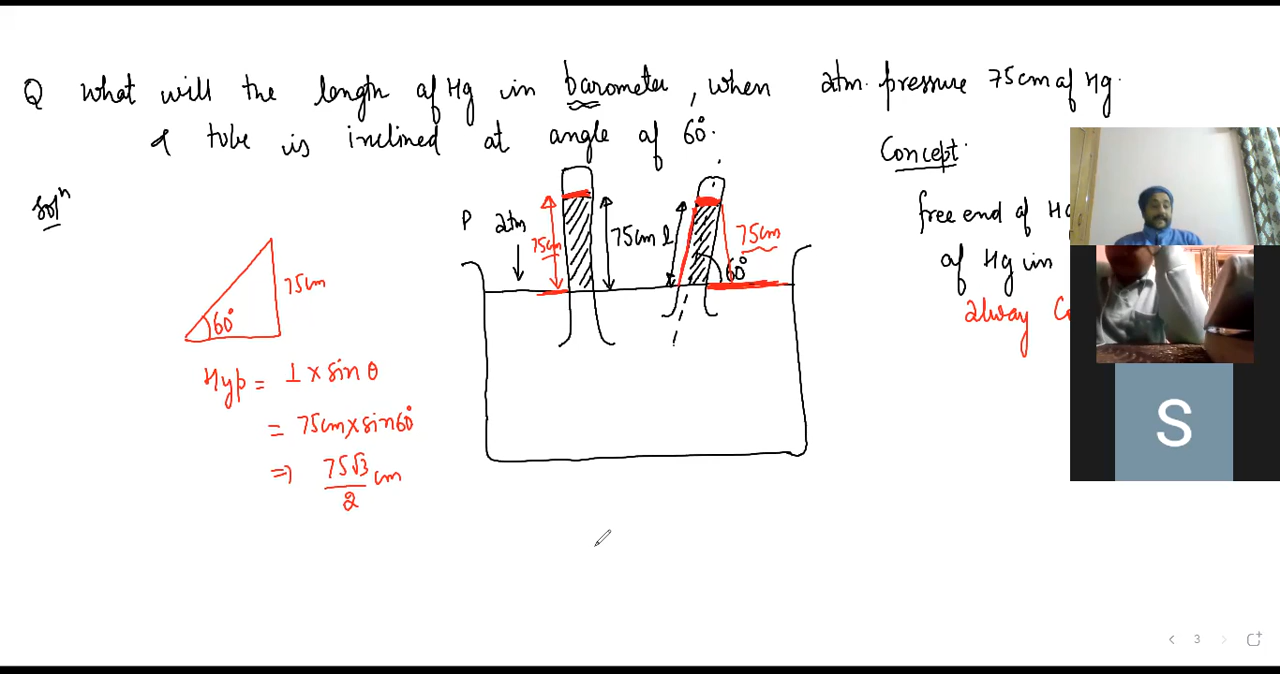 Q what will the length of Hg in barometer, when atm. pressure 75cm of Hg.
& tube is inclined at angle of 60°.
Concept
Solⁿ
free end of
of Hg in
alway
P atm
75cm
75cm l
75cm
60°
75cm
60°
Hyp = ⊥ x sin θ
= 75cm x sin60°
⇒ 75√3/2 cm
S
3